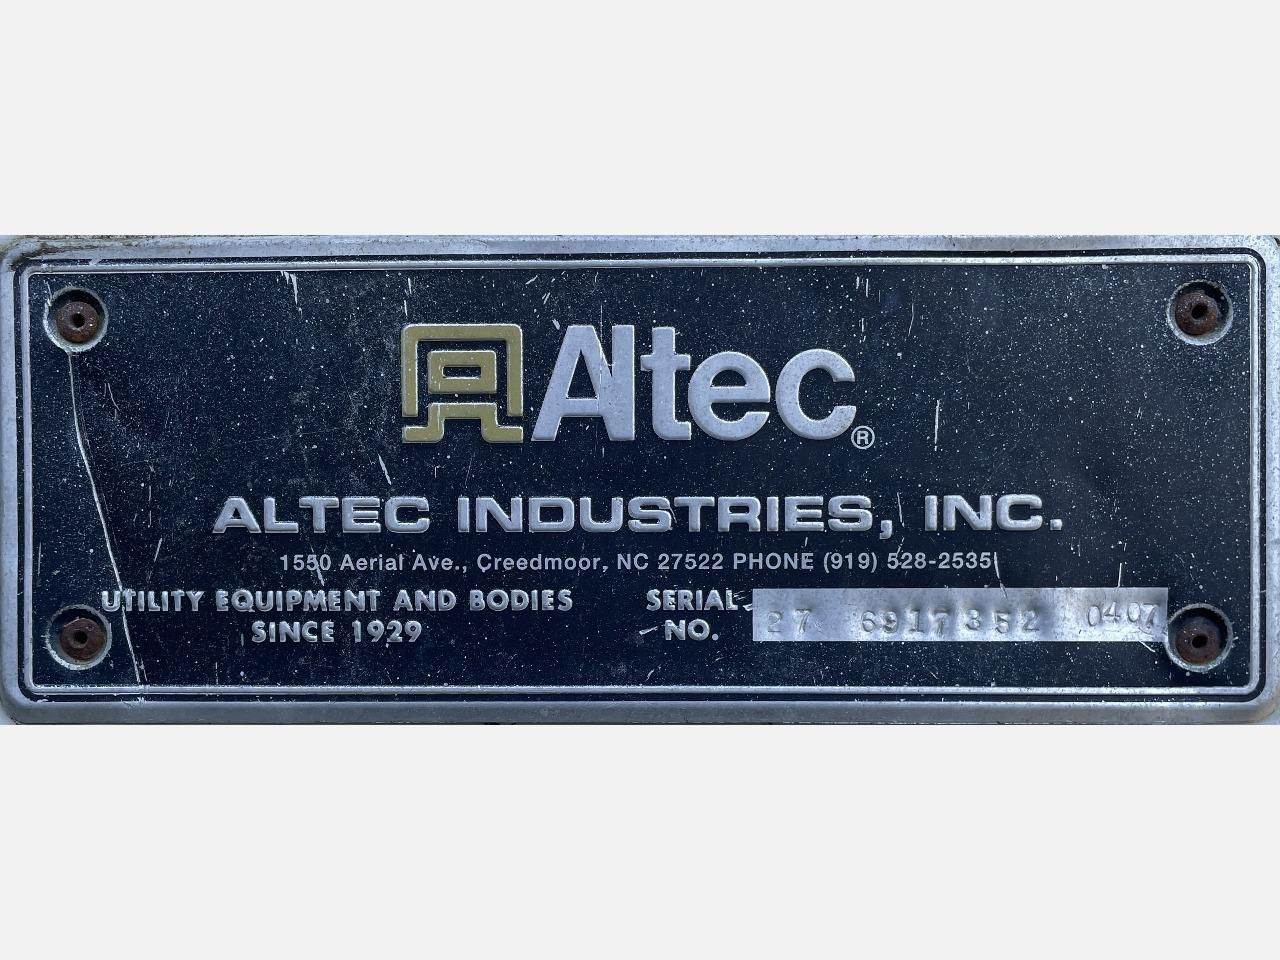 Altec®
ALTEC INDUSTRIES, INC.
1550 Aerial Ave., Creedmoor, NC 27522 PHONE (919) 528-2535
UTILITY EQUIPMENT AND BODIES
SINCE 1929
SERIAL
NO.
27 6917352 0407